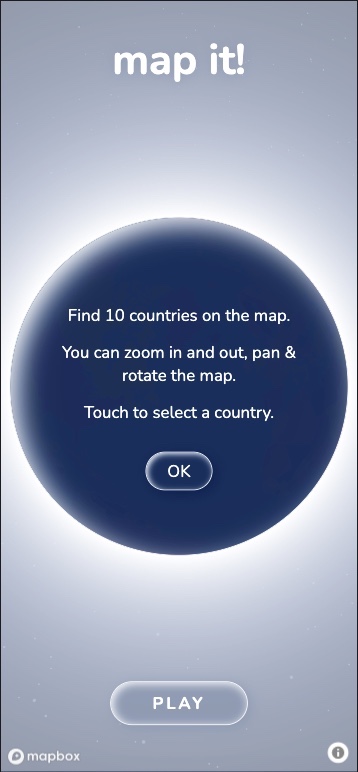 map it!
Find 10 countries on the map.
You can zoom in and out, pan &
rotate the map.
Touch to select a country.
OK
PLAY
mapbox